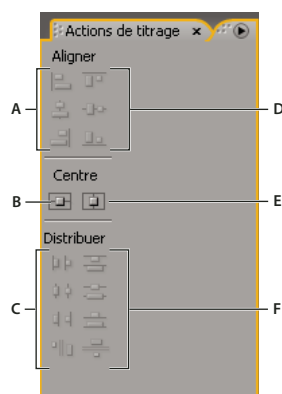 Actions de titrage x
Aligner
A
D
Centre
B
E
Distribuer
C
F